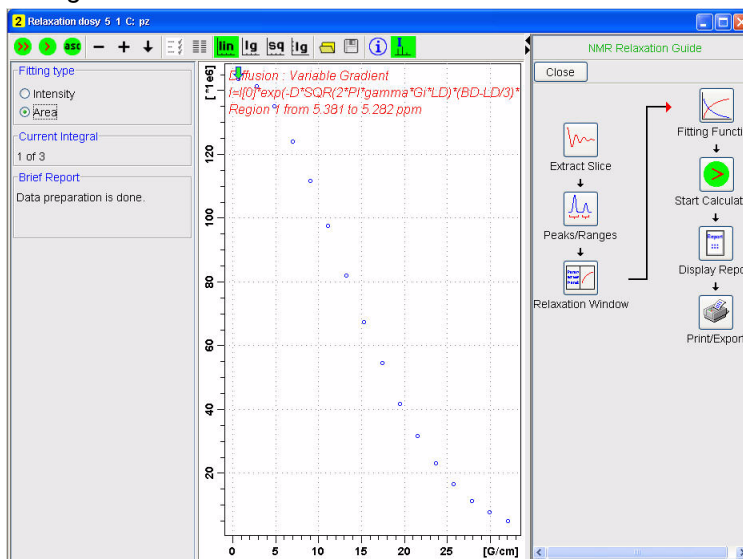 2 Relaxation dosy 5 1 C: pz
asc
lin lg sq lg
Fitting type
Intensity
Area
Current Integral
1 of 3
Brief Report
Data preparation is done.
[*1e6]
Diffusion : Variable Gradient
I=I[0]*exp(-D*SQR(2*PI*gamma*Gi*LD)*(BD-LD/3)*
Region 1 from 5.381 to 5.282 ppm
120
100
80
60
40
20
0 5 10 15 20 25 [G/cm]
NMR Relaxation Guide
Close
Extract Slice
Peaks/Ranges
Relaxation Window
Fitting Functi
Start Calculat
Report
Display Repo
Print/Export